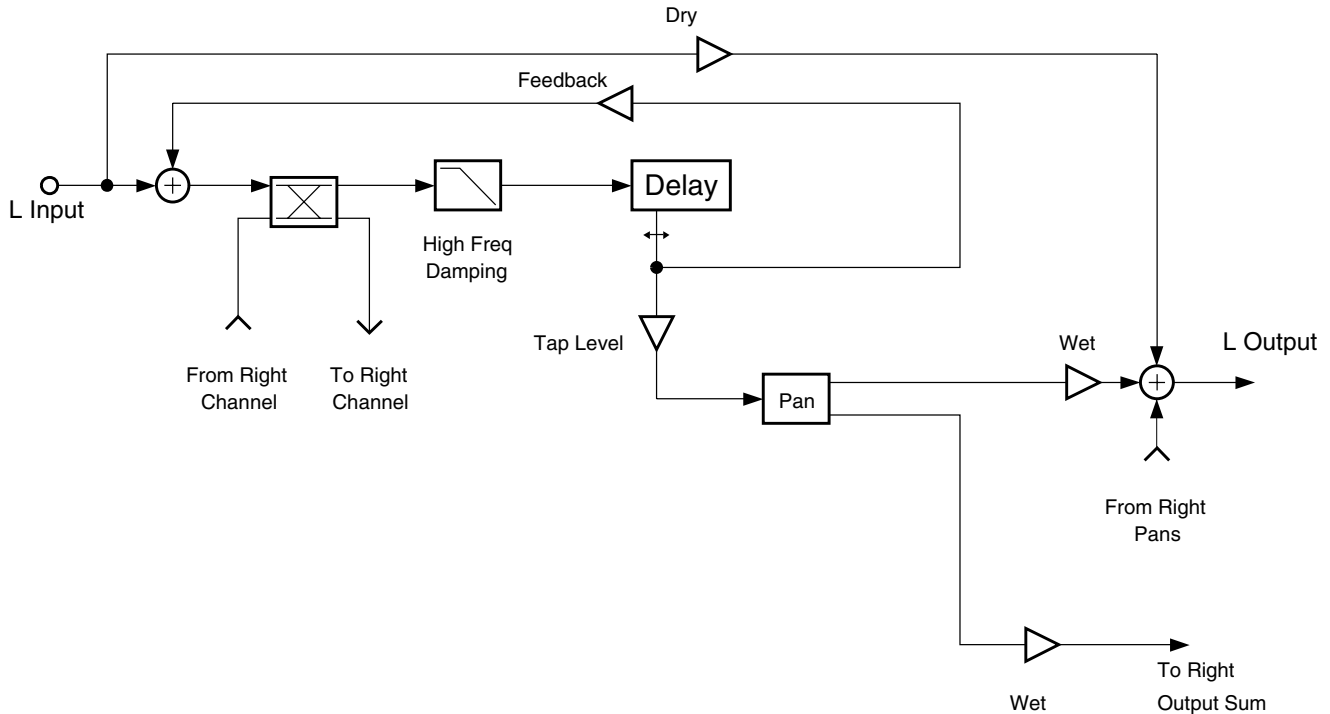 Dry
Feedback
L Input
Delay
High Freq
Damping
Tap Level
From Right
Channel
To Right
Channel
Pan
Wet
L Output
From Right
Pans
Wet
To Right
Output Sum